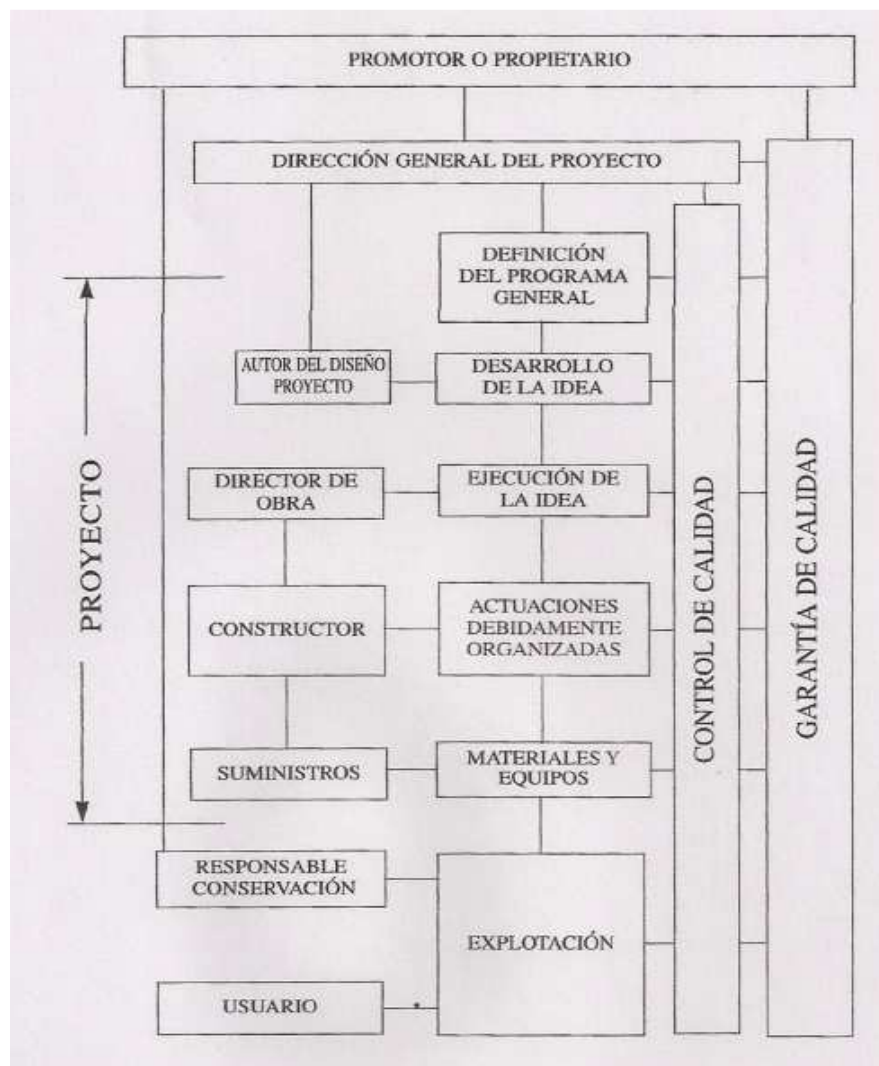 PROMOTOR O PROPIETARIO
DIRECCIÓN GENERAL DEL PROYECTO
DEFINICIÓN
DEL PROGRAMA
GENERAL
AUTOR DEL DISEÑO
PROYECTO
DESARROLLO
DE LA IDEA
DIRECTOR DE
OBRA
EJECUCIÓN DE
LA IDEA
CONSTRUCTOR
ACTUACIONES
DEBIDAMENTE
ORGANIZADAS
SUMINISTROS
MATERIALES Y
EQUIPOS
RESPONSABLE
CONSERVACIÓN
EXPLOTACIÓN
USUARIO
PROYECTO
CONTROL DE CALIDAD
GARANTÍA DE CALIDAD